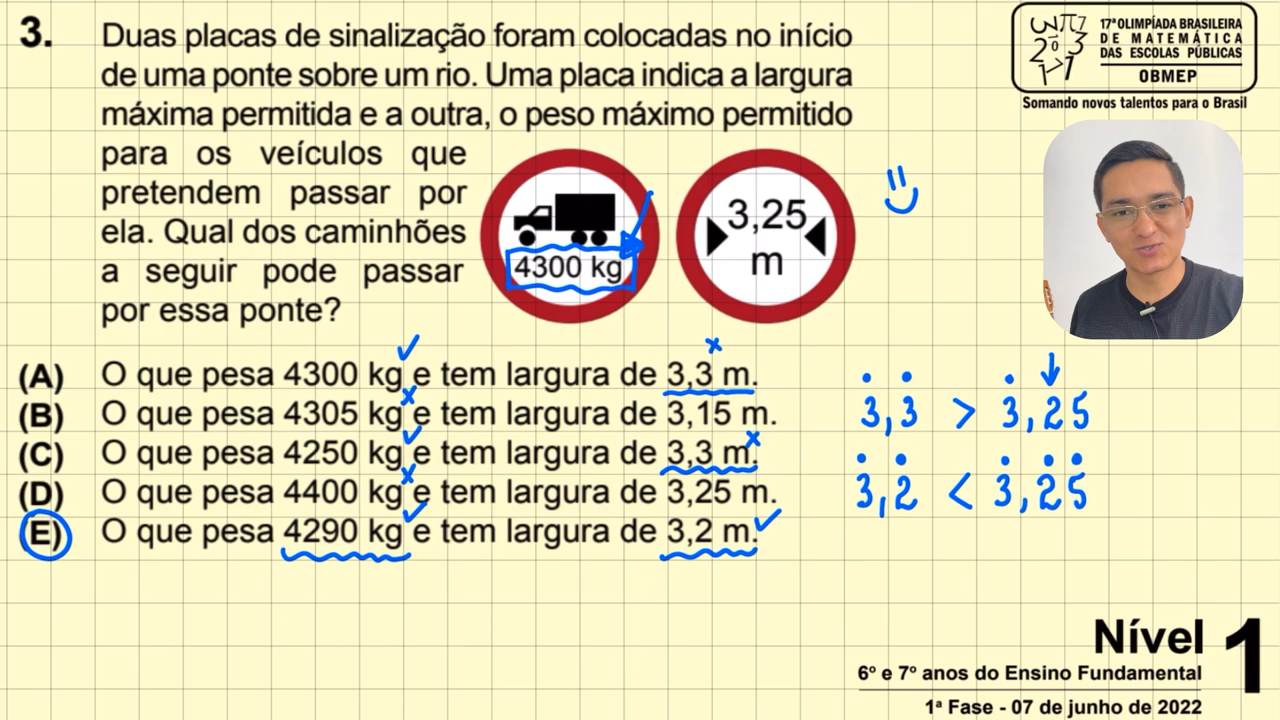 3. Duas placas de sinalização foram colocadas no início
de uma ponte sobre um rio. Uma placa indica a largura
máxima permitida e a outra, o peso máximo permitido
para os veículos que
pretendem passar por
ela. Qual dos caminhões
a seguir pode passar
por essa ponte?
4300 kg
3,25
m
(A) O que pesa 4300 kg e tem largura de 3,3 m.
(B) O que pesa 4305 kg e tem largura de 3,15 m.
(C) O que pesa 4250 kg e tem largura de 3,3 m.
(D) O que pesa 4400 kg e tem largura de 3,25 m.
(E) O que pesa 4290 kg e tem largura de 3,2 m.
3,3 > 3,25
3,2 < 3,25
17ª OLIMPÍADA BRASILEIRA
DE MATEMÁTICA
DAS ESCOLAS PÚBLICAS
OBMEP
Somando novos talentos para o Brasil
Nível 1
6º e 7º anos do Ensino Fundamental
1ª Fase - 07 de junho de 2022